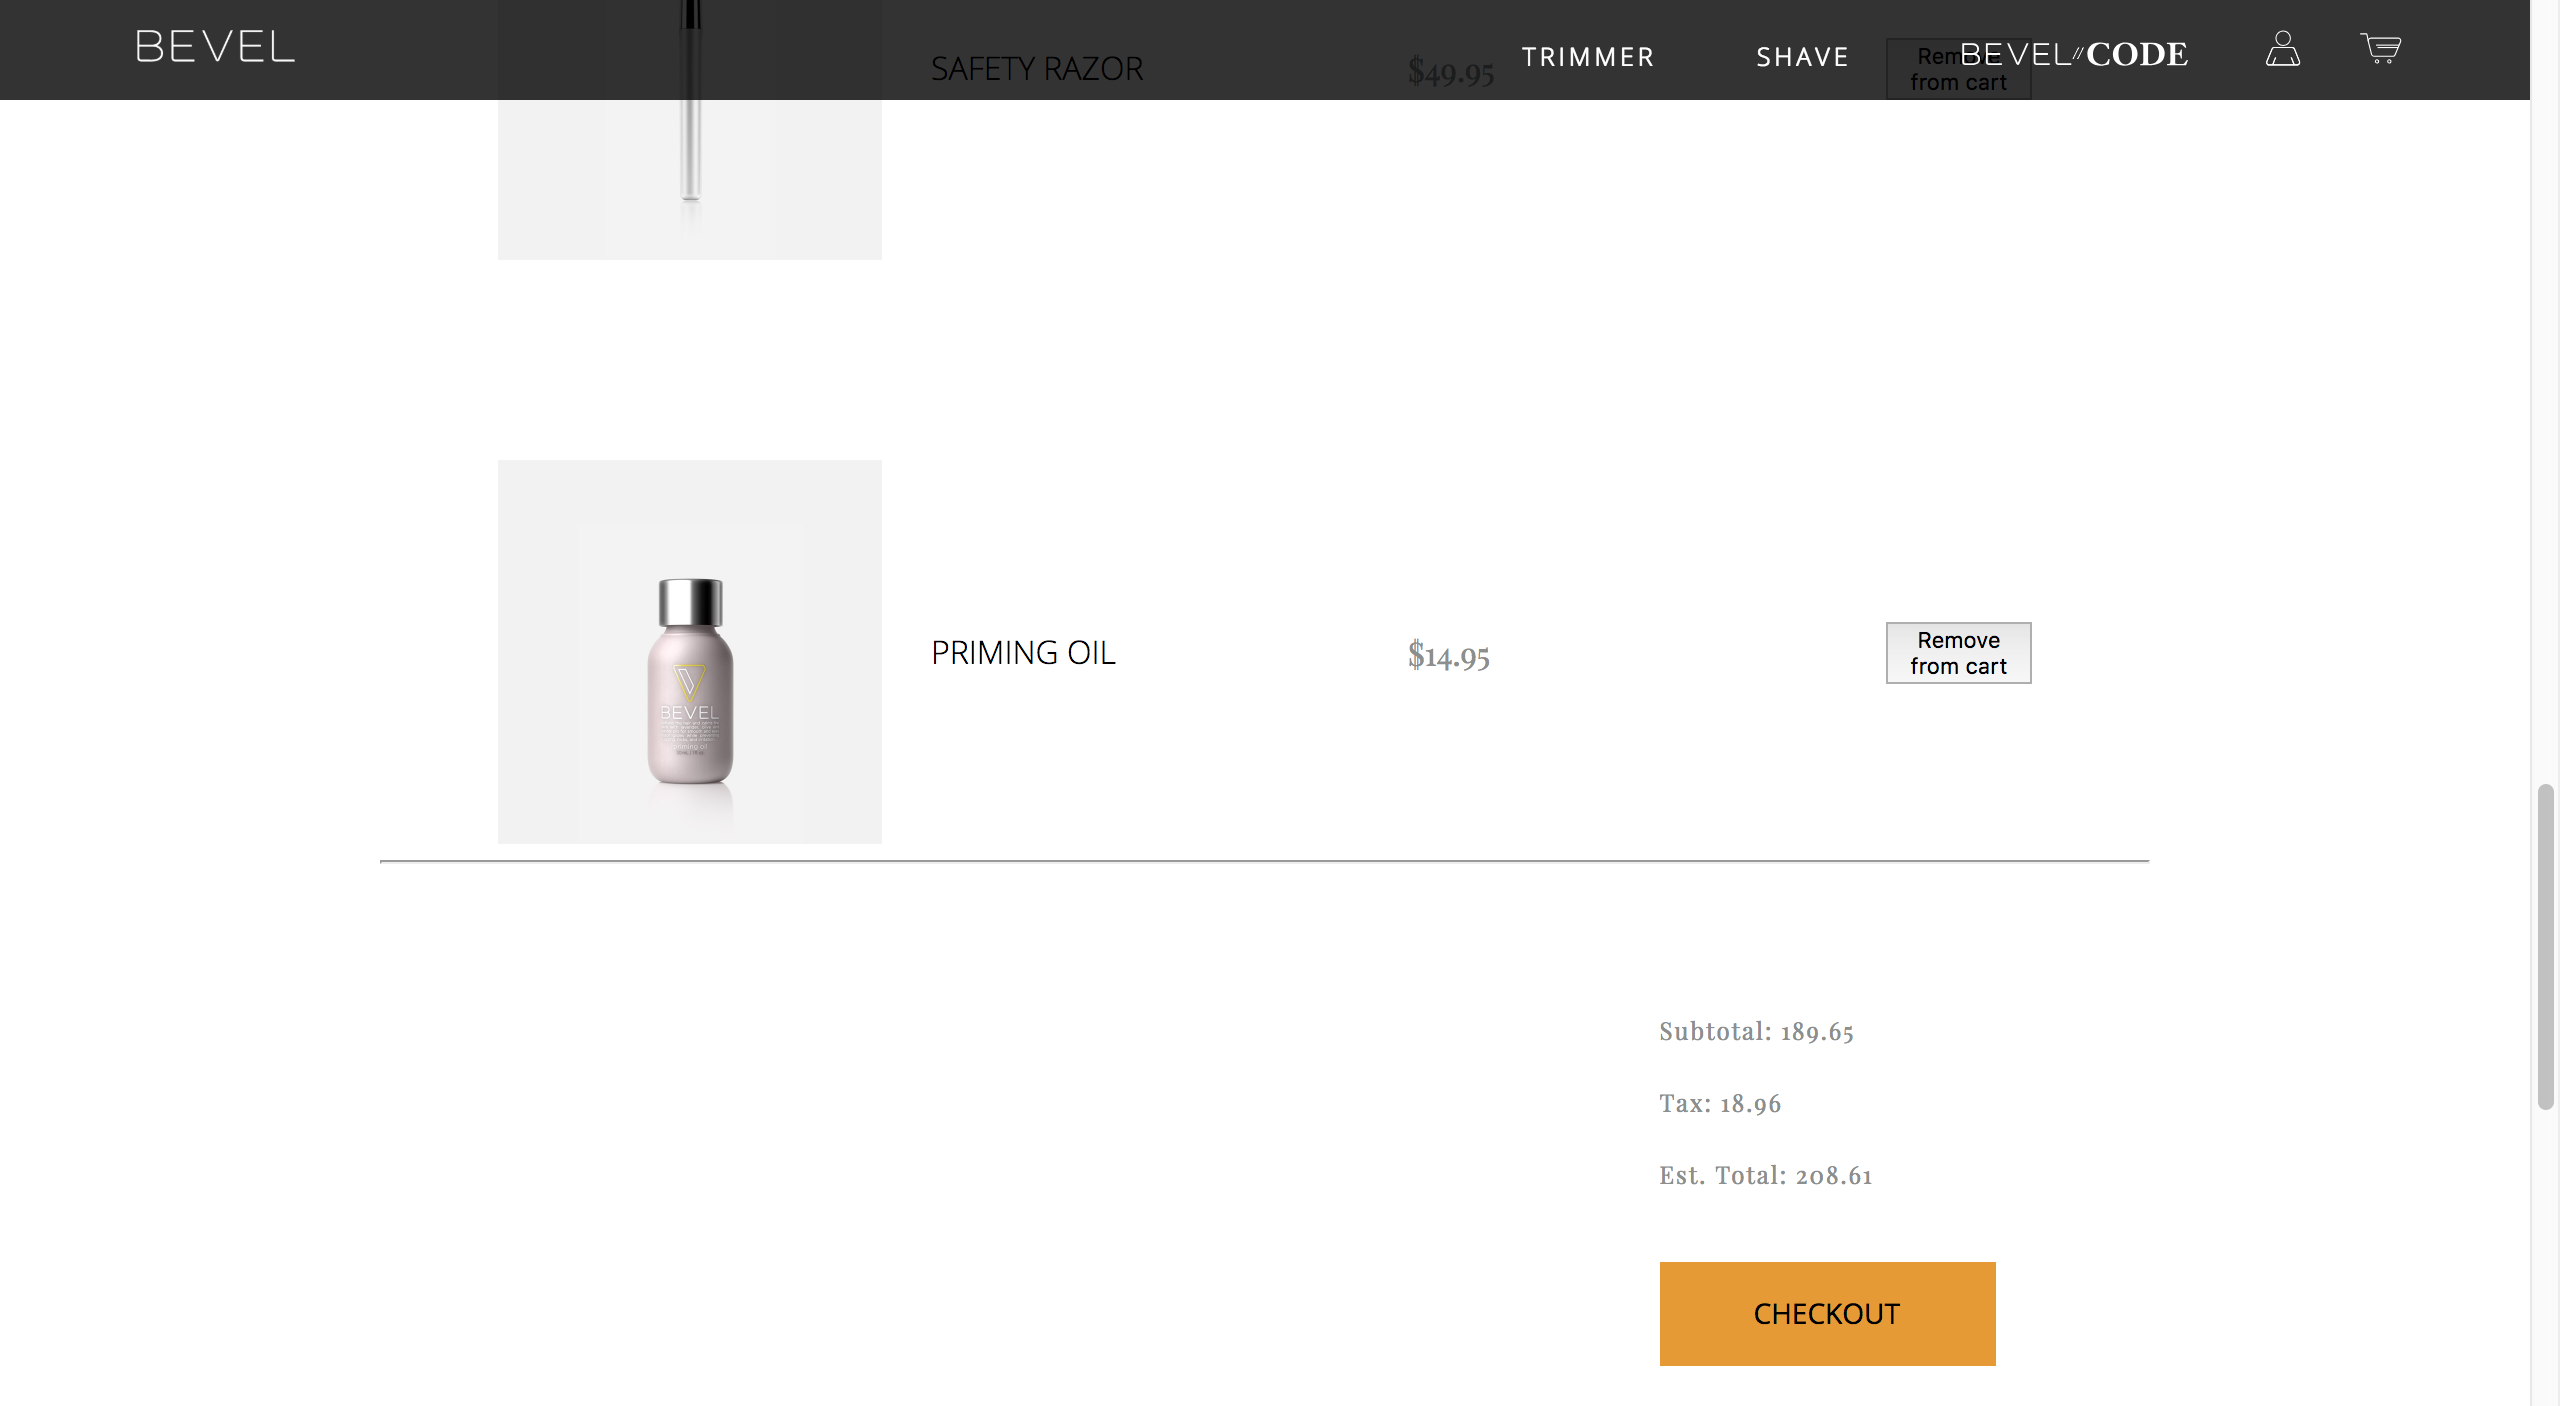 BEVEL
TRIMMER
SHAVE
BEVEL//CODE
SAFETY RAZOR
$49.95
Remove
from cart
BEVEL
priming oil
PRIMING OIL
$14.95
Remove
from cart
Subtotal: 189.65
Tax: 18.96
Est. Total: 208.61
CHECKOUT